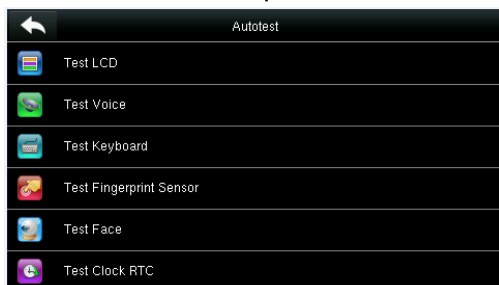 Autotest
Test LCD
Test Voice
Test Keyboard
Test Fingerprint Sensor
Test Face
Test Clock RTC